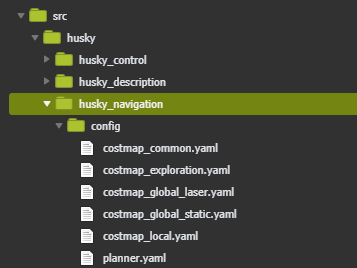 src
husky
husky_control
husky_description
husky_navigation
config
costmap_common.yaml
costmap_exploration.yaml
costmap_global_laser.yaml
costmap_global_static.yaml
costmap_local.yaml
planner.yaml